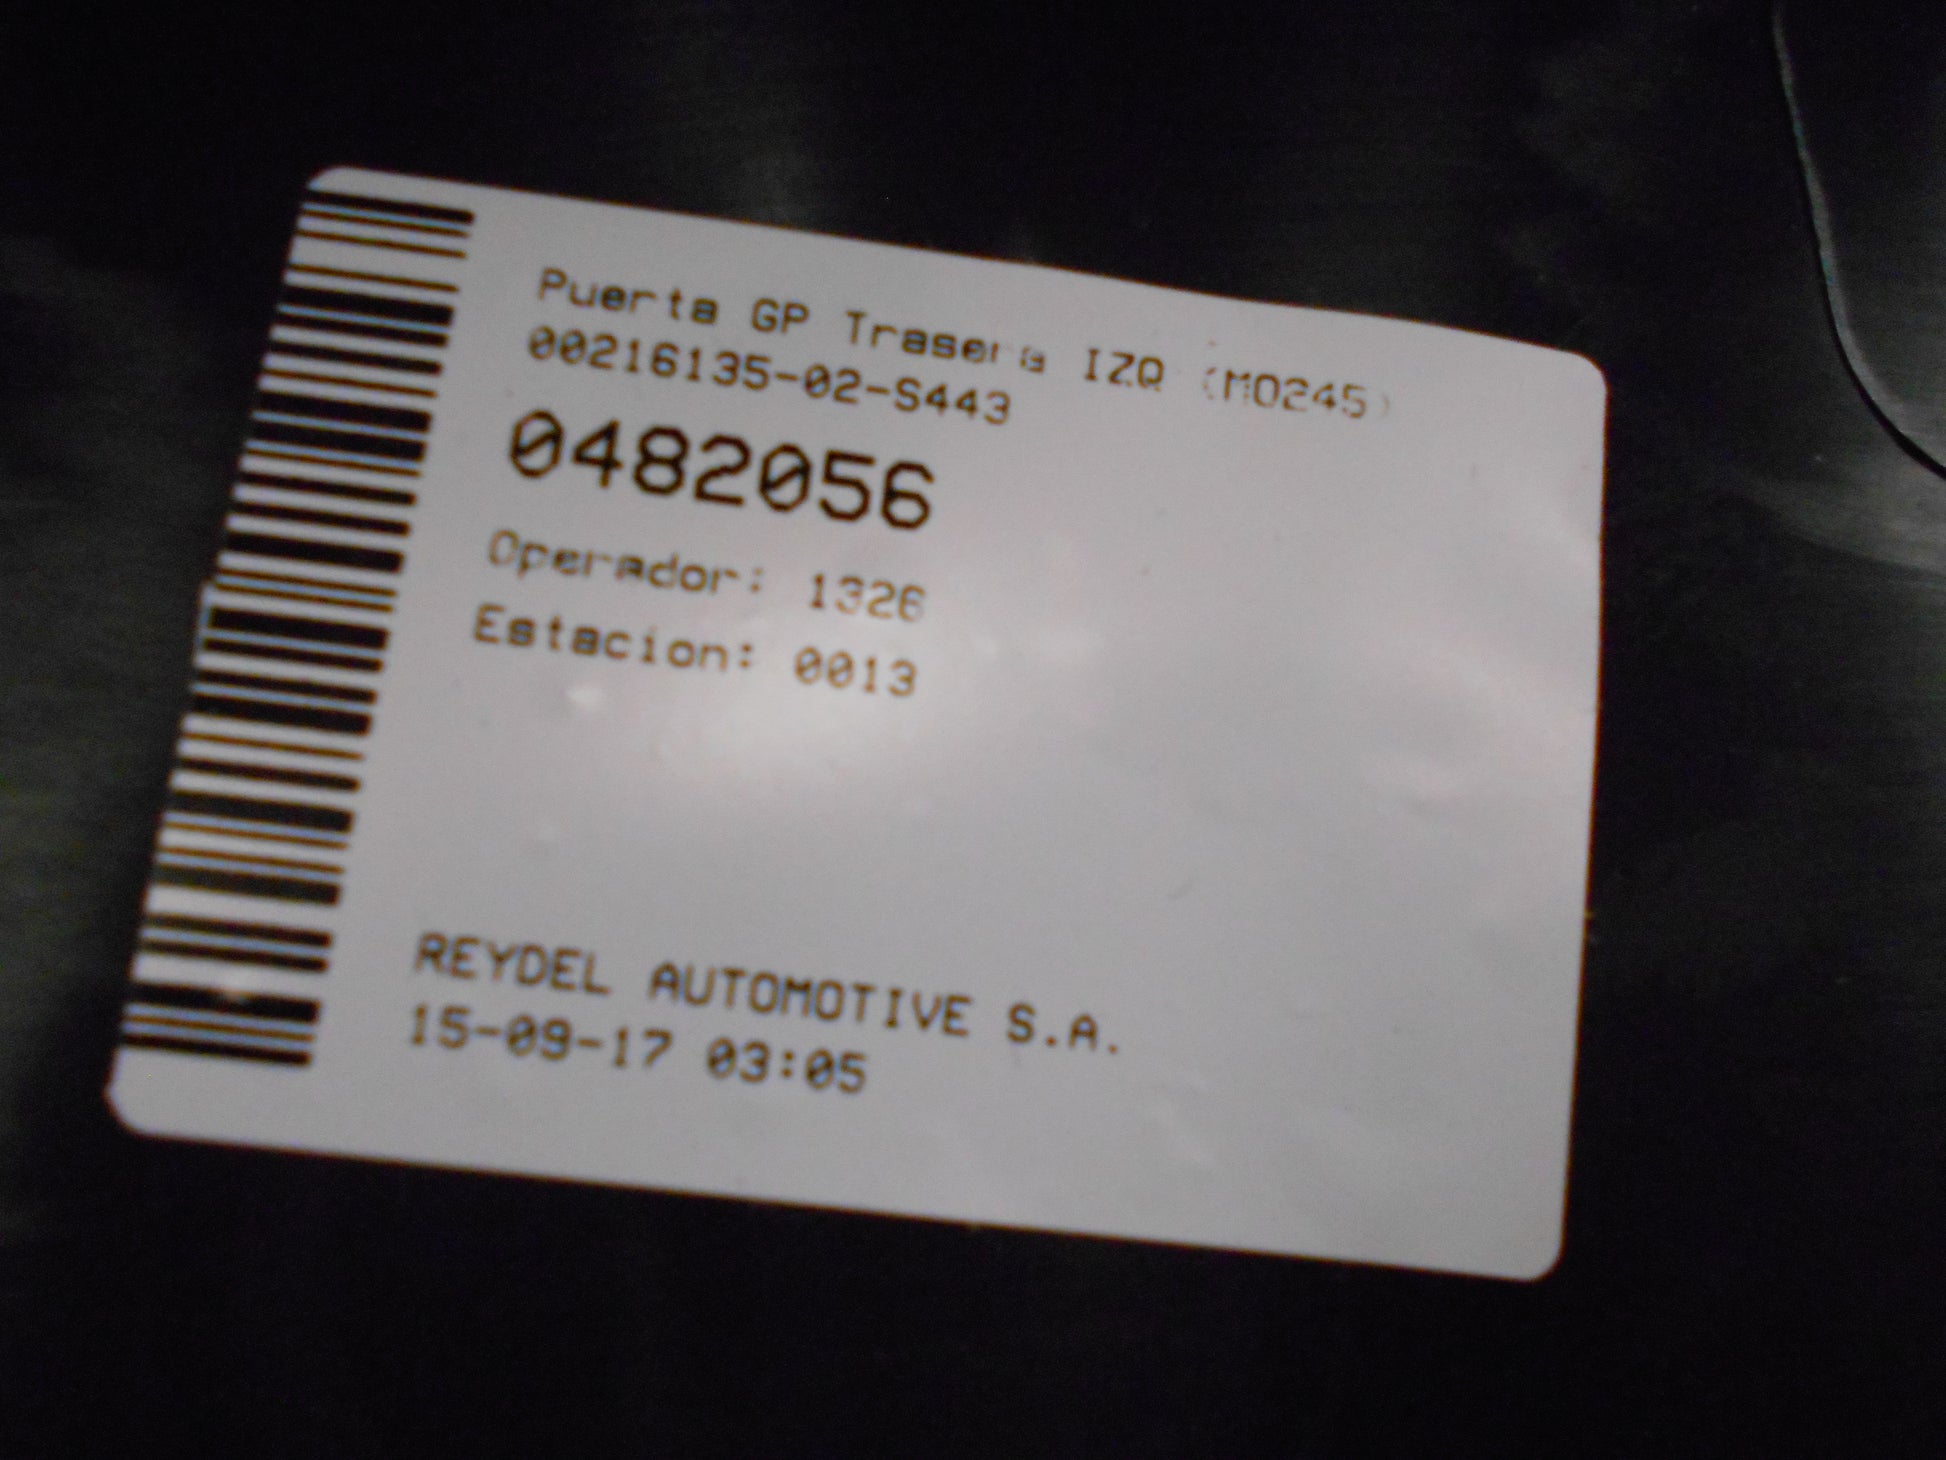 Puerta GP Trasera IZQ (M0245)
00216135-02-S443
0482056
Operador: 1326
Estacion: 0013
REYDEL AUTOMOTIVE S.A.
15-09-17 03:05